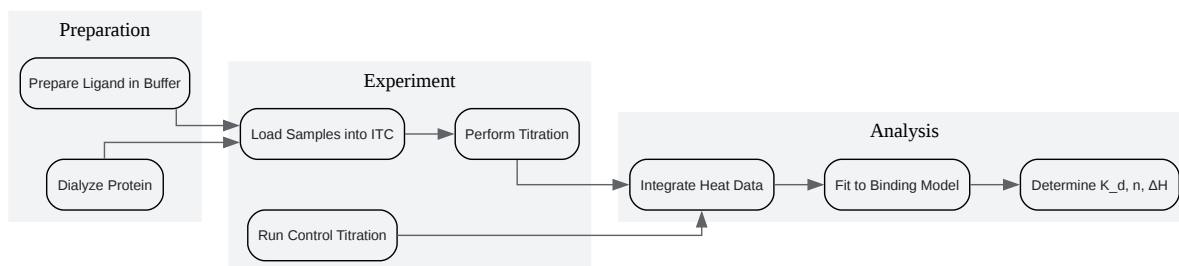 Preparation
Prepare Ligand in Buffer
Dialyze Protein
Experiment
Load Samples into ITC
Perform Titration
Run Control Titration
Analysis
Integrate Heat Data
Fit to Binding Model
Determine K_d, n, ΔH